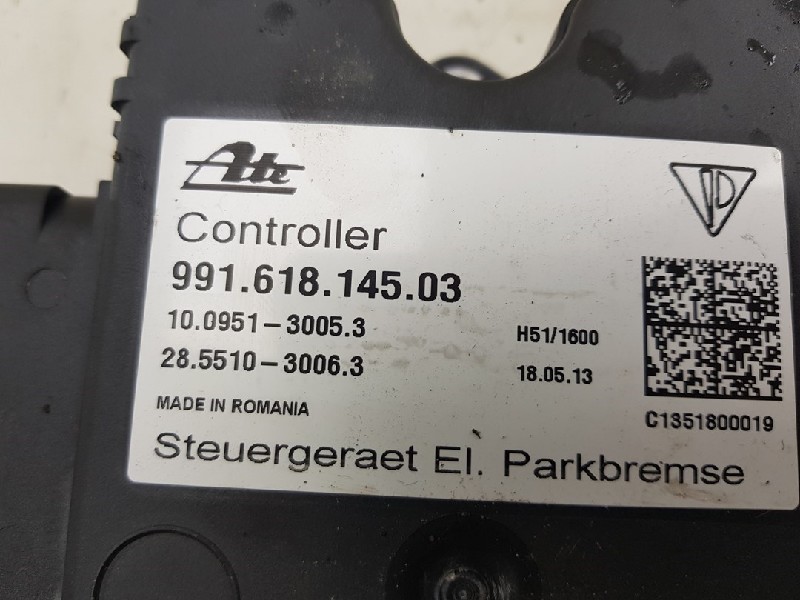 Ate
Controller
991.618.145.03
10.0951-3005.3 H51/1600
28.5510-3006.3 18.05.13
MADE IN ROMANIA C1351800019
Steuergeraet El. Parkbremse